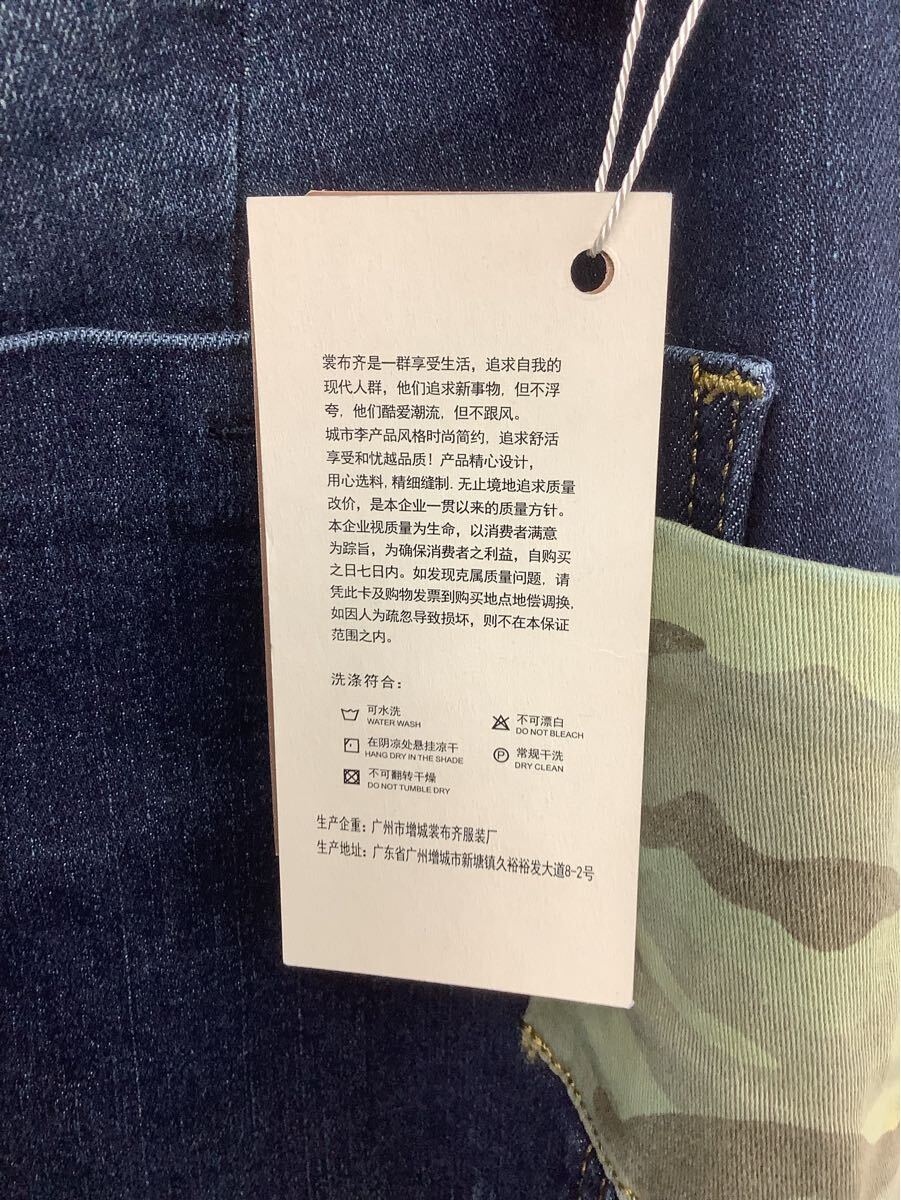 裳布齐是一群享受生活，追求自我的
现代人群，他们追求新事物，但不浮
夸，他们酷爱潮流，但不跟风。
城市李产品风格时尚简约，追求舒活
享受和忧越品质！产品精心设计，
用心选料, 精细缝制. 无止境地追求质量
改价，是本企业一贯以来的质量方针。
本企业视质量为生命，以消费者满意
为踪旨，为确保消费者之利益，自购买
之日七日内。如发现克属质量问题，请
凭此卡及购物发票到购买地点地偿调换，
如因人为疏忽导致损坏，则不在本保证
范围之内。
洗涤符合：
可水洗
WATER WASH
不可漂白
DO NOT BLEACH
在阴凉处悬挂凉干
HANG DRY IN THE SHADE
P 常规干洗
DRY CLEAN
不可翻转干燥
DO NOT TUMBLE DRY
生产企重：广州市增城裳布齐服装厂
生产地址：广东省广州增城市新塘镇久裕裕发大道8-2号